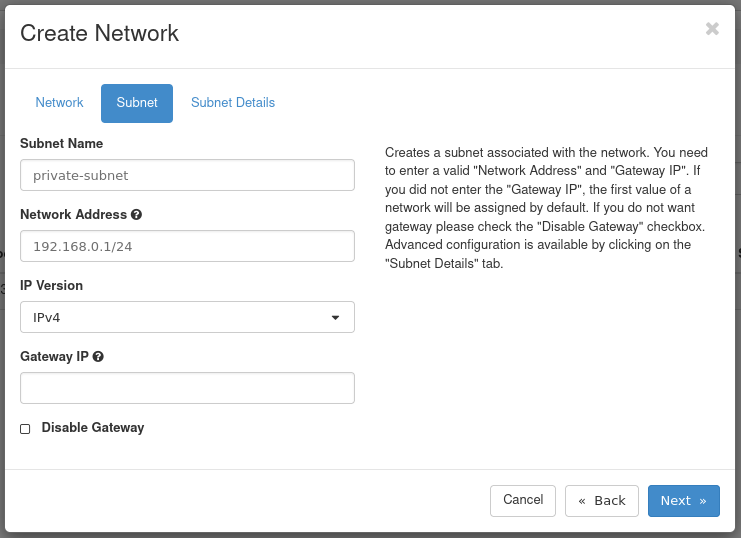 Create Network
Network
Subnet
Subnet Details
Subnet Name
private-subnet
Network Address
192.168.0.1/24
IP Version
IPv4
Gateway IP
Disable Gateway
Creates a subnet associated with the network. You need
to enter a valid "Network Address" and "Gateway IP". If
you did not enter the "Gateway IP", the first value of a
network will be assigned by default. If you do not want
gateway please check the "Disable Gateway" checkbox.
Advanced configuration is available by clicking on the
"Subnet Details" tab.
Cancel
« Back
Next »